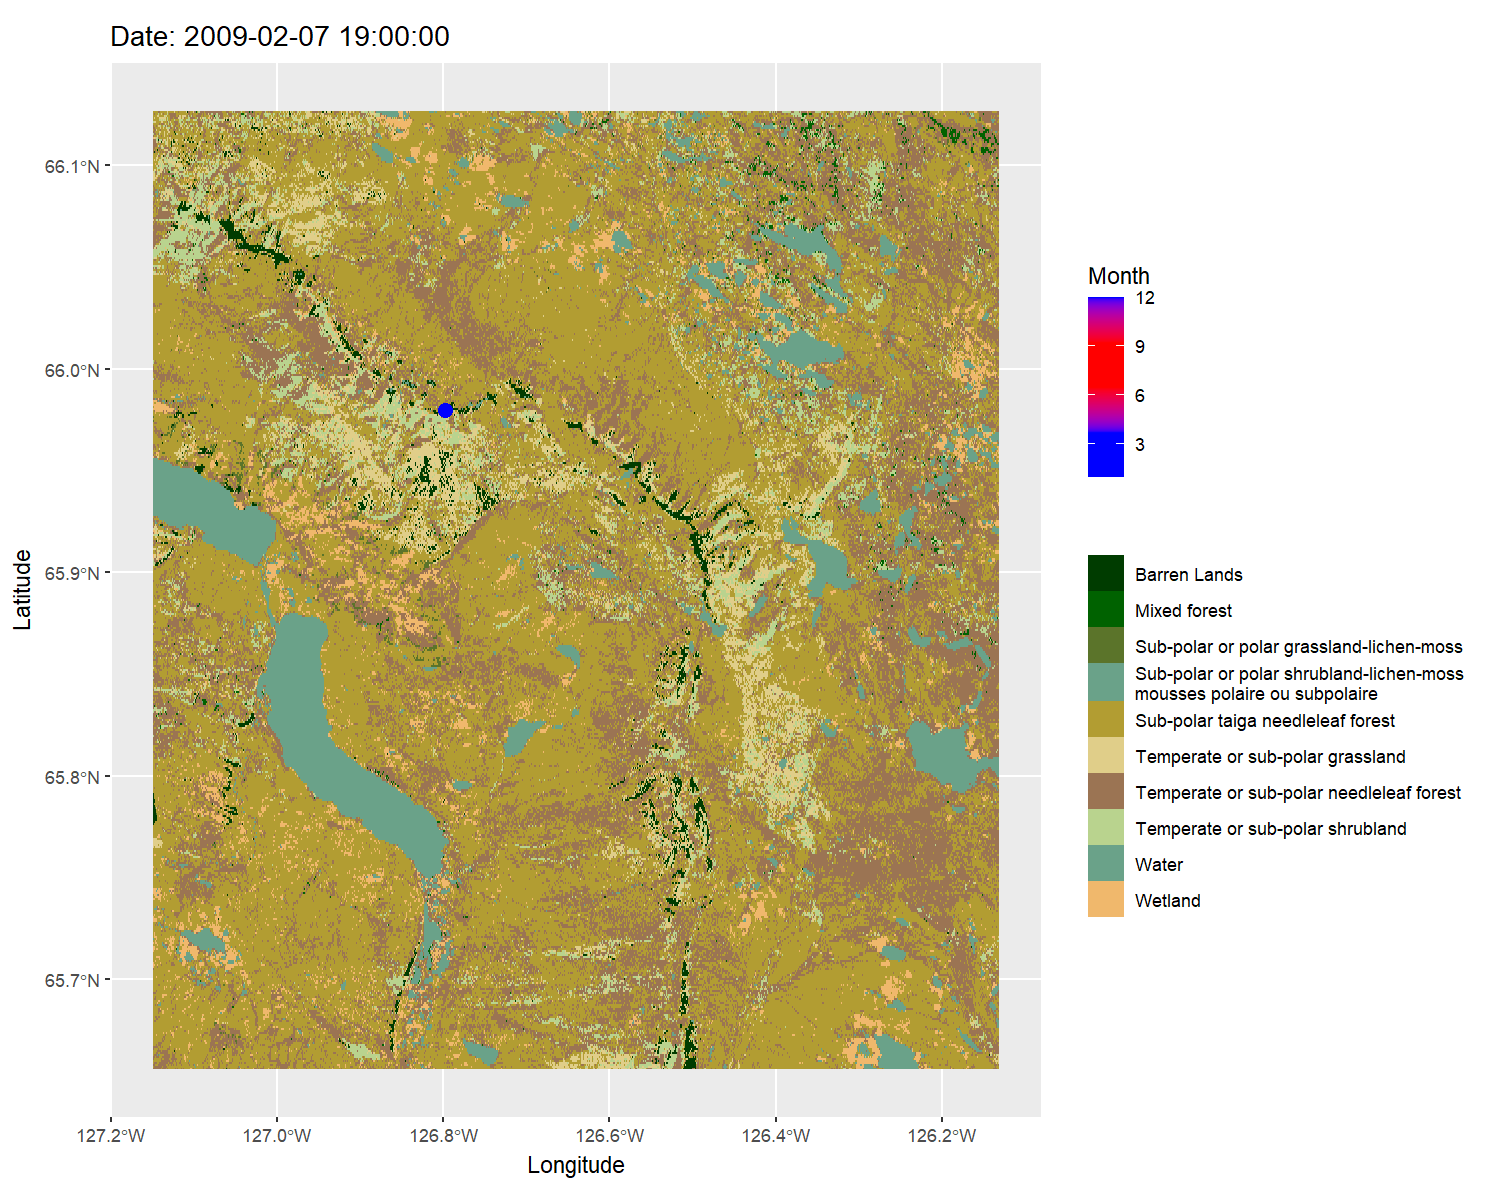 Date: 2009-02-07 19:00:00
66.1°N
66.0°N
65.9°N
65.8°N
65.7°N
Latitude
127.2°W
127.0°W
126.8°W
126.6°W
126.4°W
126.2°W
Longitude
Month
12
9
6
3
Barren Lands
Mixed forest
Sub-polar or polar grassland-lichen-moss
Sub-polar or polar shrubland-lichen-moss
mousses polaire ou subpolaire
Sub-polar taiga needleleaf forest
Temperate or sub-polar grassland
Temperate or sub-polar needleleaf forest
Temperate or sub-polar shrubland
Water
Wetland